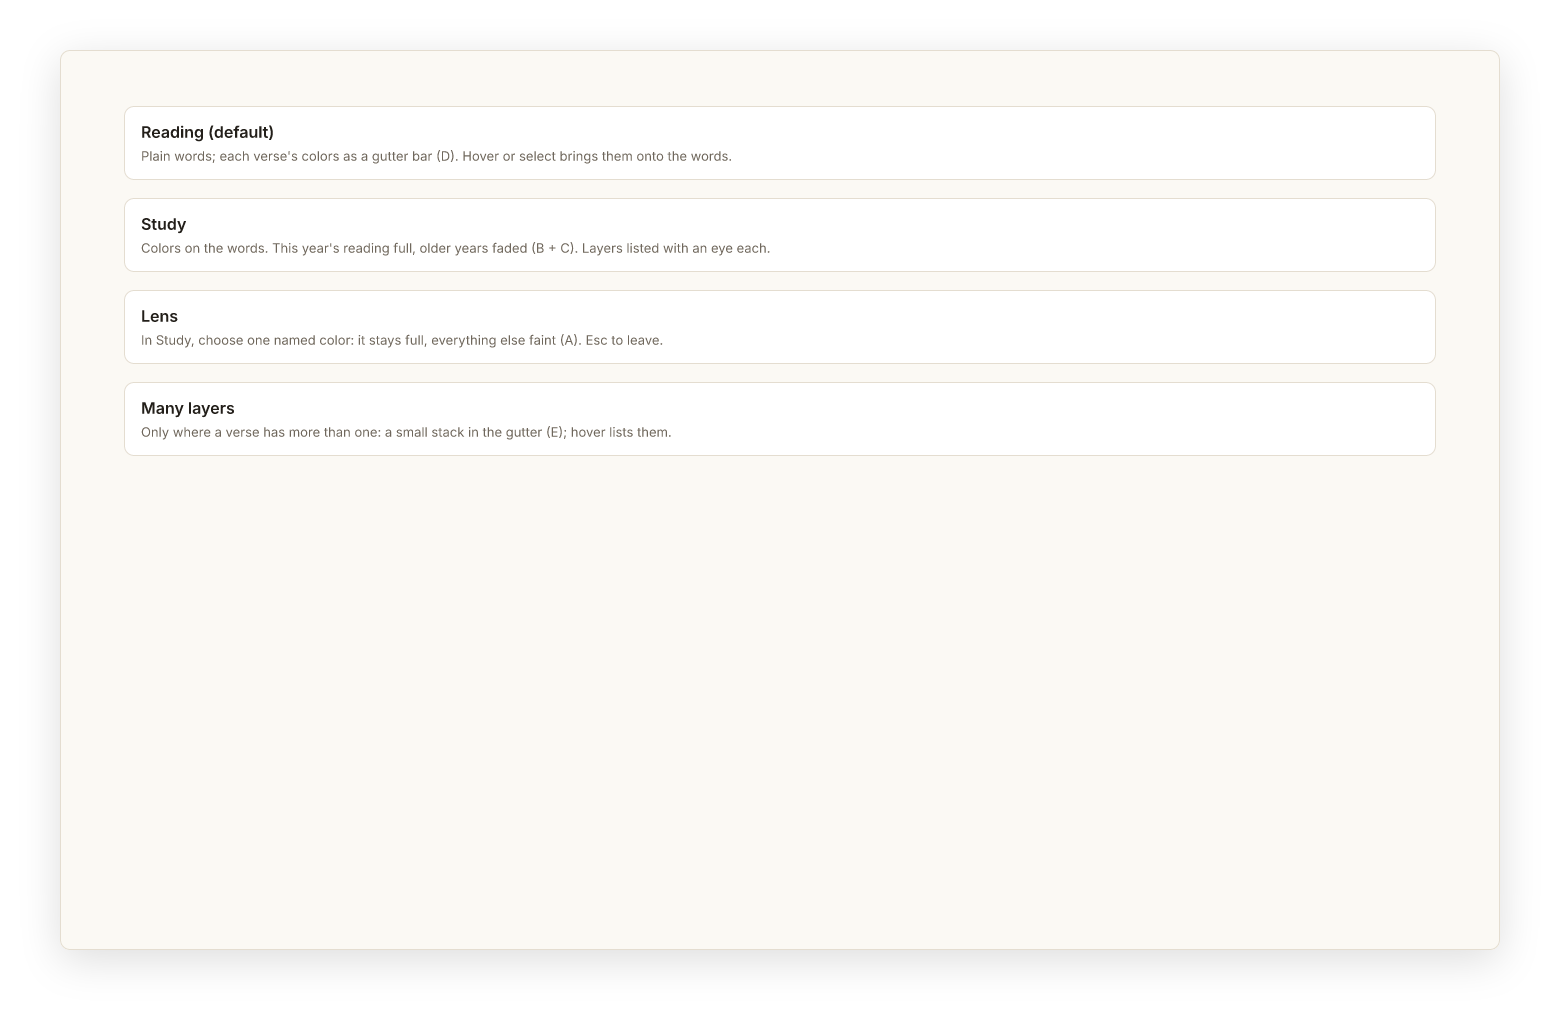 Reading (default)
Plain words; each verse's colors as a gutter bar (D). Hover or select brings them onto the words.
Study
Colors on the words. This year's reading full, older years faded (B + C). Layers listed with an eye each.
Lens
In Study, choose one named color: it stays full, everything else faint (A). Esc to leave.
Many layers
Only where a verse has more than one: a small stack in the gutter (E); hover lists them.